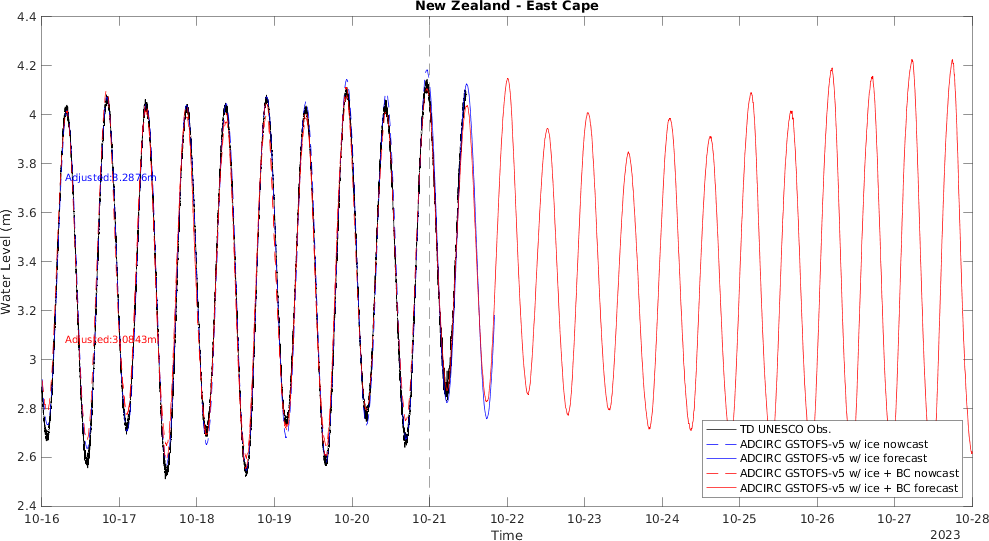 New Zealand - East Cape
4.4
4.2
4
3.8
3.6
3.4
3.2
3
2.8
2.6
2.4
Water Level (m)
Adjusted:3.2876m
Adjusted:3.0843m
TD UNESCO Obs.
ADCIRC GSTOFS-v5 w/ ice nowcast
ADCIRC GSTOFS-v5 w/ ice forecast
ADCIRC GSTOFS-v5 w/ ice + BC nowcast
ADCIRC GSTOFS-v5 w/ ice + BC forecast
10-16 10-17 10-18 10-19 10-20 10-21 10-22 10-23 10-24 10-25 10-26 10-27 10-28
Time
2023